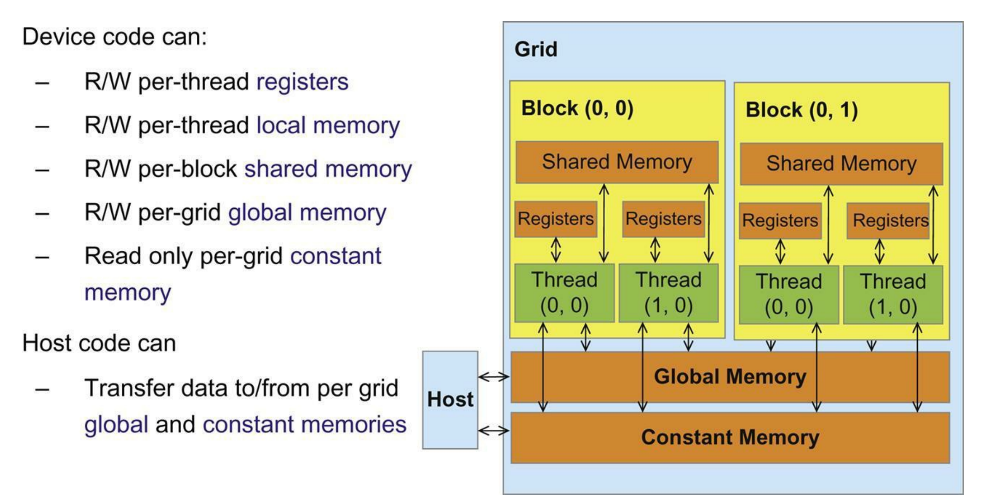 Device code can:
– R/W per-thread registers
– R/W per-thread local memory
– R/W per-block shared memory
– R/W per-grid global memory
– Read only per-grid constant
memory
Host code can
– Transfer data to/from per grid
global and constant memories
Grid
Block (0, 0)
Shared Memory
Registers
Registers
Thread
(0, 0)
Thread
(1, 0)
Block (0, 1)
Shared Memory
Registers
Registers
Thread
(0, 0)
Thread
(1, 0)
Host
Global Memory
Constant Memory